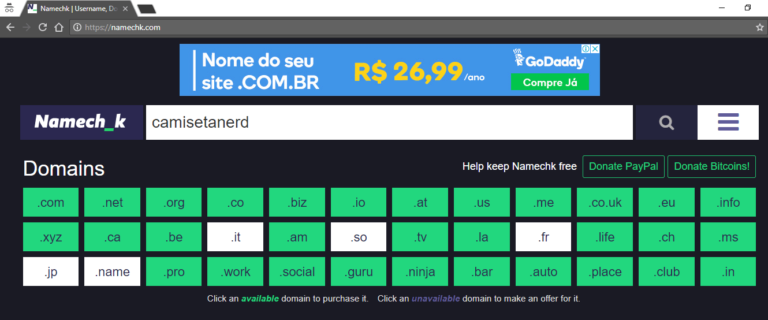 Namechk | Username, Do
https://namechk.com
Nome do seu
site .COM.BR
R$ 26,99/ano
GoDaddy
Compre Já
Namech_k
camisetanerd
Domains
Help keep Namechk free
Donate PayPal
Donate Bitcoins!
.com .net .org .co .biz .io .at .us .me .co.uk .eu .info
.xyz .ca .be .it .am .so .tv .la .fr .life .ch .ms
.jp .name .pro .work .social .guru .ninja .bar .auto .place .club .in
Click an available domain to purchase it. Click an unavailable domain to make an offer for it.